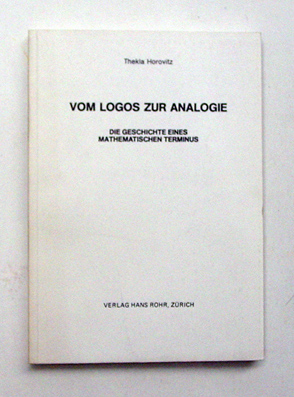 Thekla Horovitz
VOM LOGOS ZUR ANALOGIE
DIE GESCHICHTE EINES
MATHEMATISCHEN TERMINUS
VERLAG HANS ROHR, ZÜRICH